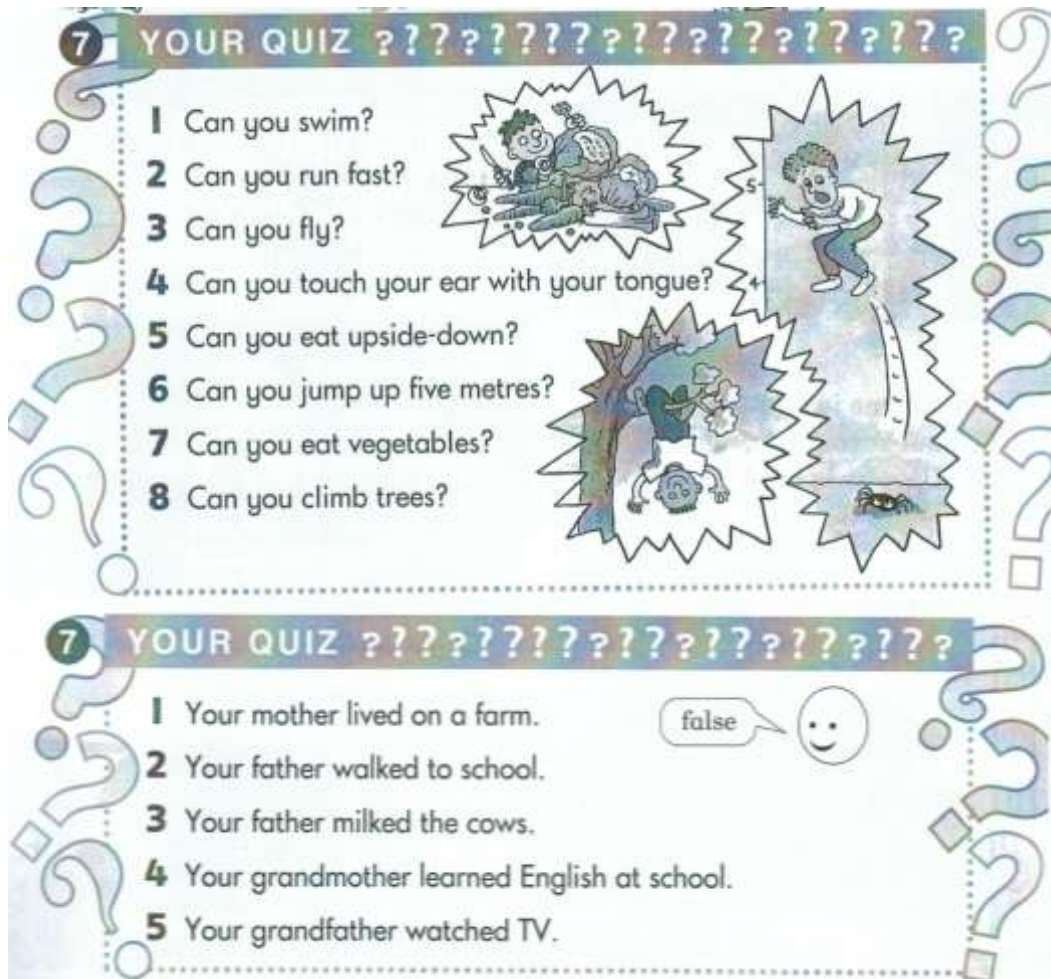 7 YOUR QUIZ ? ? ? ? ? ? ? ? ? ? ? ? ? ? ? ? ? ? ? ? ?
1 Can you swim?
2 Can you run fast?
3 Can you fly?
4 Can you touch your ear with your tongue?
5 Can you eat upside-down?
6 Can you jump up five metres?
7 Can you eat vegetables?
8 Can you climb trees?
5
4
7 YOUR QUIZ ? ? ? ? ? ? ? ? ? ? ? ? ? ? ? ? ? ? ? ? ?
1 Your mother lived on a farm.
false
2 Your father walked to school.
3 Your father milked the cows.
4 Your grandmother learned English at school.
5 Your grandfather watched TV.